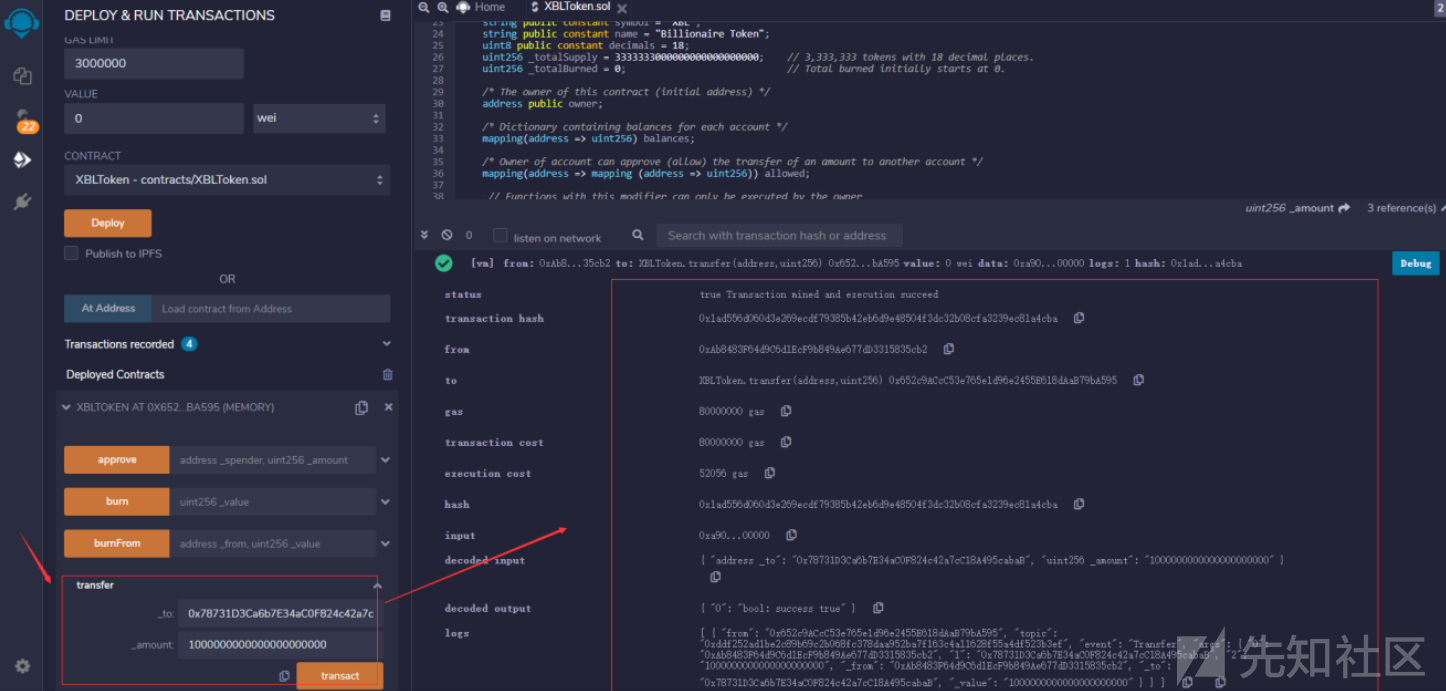 DEPLOY & RUN TRANSACTIONS
GAS LIMIT
3000000
VALUE
0
wei
CONTRACT
XBLToken - contracts/XBLToken.sol
Deploy
Publish to IPFS
OR
At Address
Load contract from Address
Transactions recorded 4
Deployed Contracts
XBLTOKEN AT 0X652...BA595 (MEMORY)
approve
address _spender, uint256 _amount
burn
uint256 _value
burnFrom
address _from, uint256 _value
transfer
_to:
0x78731D3Ca6b7E34aC0F824c42a7c
_amount:
transact
22
Home
XBLToken.sol
2
23 string public constant symbol = "XBL";
24 string public constant name = "Billionaire Token";
25 uint8 public constant decimals = 18;
26 uint256 _totalSupply = 3333333000000000000000000; // 3,333,333 tokens with 18 decimal places.
27 uint256 _totalBurned = 0; // Total burned initially starts at 0.
28
29 /* The owner of this contract (initial address) */
30 address public owner;
31
32 /* Dictionary containing balances for each account */
33 mapping(address => uint256) balances;
34
35 /* Owner of account can approve (allow) the transfer of an amount to another account */
36 mapping(address => mapping (address => uint256)) allowed;
37
38 // Functions with this modifier can only be executed by the owner
uint256 _amount
3 reference(s)
0
listen on network
Search with transaction hash or address
[vm] from: 0xAb8...35cb2 to: XBLToken.transfer(address,uint256) 0x652...bA595 value: 0 wei data: 0xa90...00000 logs: 1 hash: 0x1ad...a4cba
Debug
status
true Transaction mined and execution succeed
transaction hash
0x1ad556d060d3e269ecdf79385b42eb6d9e48504f3dc32b08cfa3239ec81a4cba
from
0xAb8483F64d9C6d1EcF9b849Ae677dD3315835cb2
to
XBLToken.transfer(address,uint256) 0x652c9ACcC53e765e1d96e2455E618dAaB79bA595
gas
80000000 gas
transaction cost
80000000 gas
execution cost
52056 gas
hash
0x1ad556d060d3e269ecdf79385b42eb6d9e48504f3dc32b08cfa3239ec81a4cba
input
0xa90...00000
decoded input
{ "address _to": "0x78731D3Ca6b7E34aC0F824c42a7cC18A495cabaB", "uint256 _amount":
decoded output
{ "0": "bool: success true" }
logs
[ { "from": "0x652c9ACcC53e765e1d96e2455E618dAaB79bA595", "topic":
"0xddf252ad1be2c89b69c2b068fc378daa952ba7f163c4a11628f55a4df523b3ef", "event": "Transfer", "args": { "0":
"0xAb8483F64d9C6d1EcF9b849Ae677dD3315835cb2", "1": "0x78731D3Ca6b7E34aC0F824c42a7cC18A495cabaB", "2":
"_from": "0xAb8483F64d9C6d1EcF9b849Ae677dD3315835cb2", "_to":
"0x78731D3Ca6b7E34aC0F824c42a7cC18A495cabaB", "_value":
先知社区